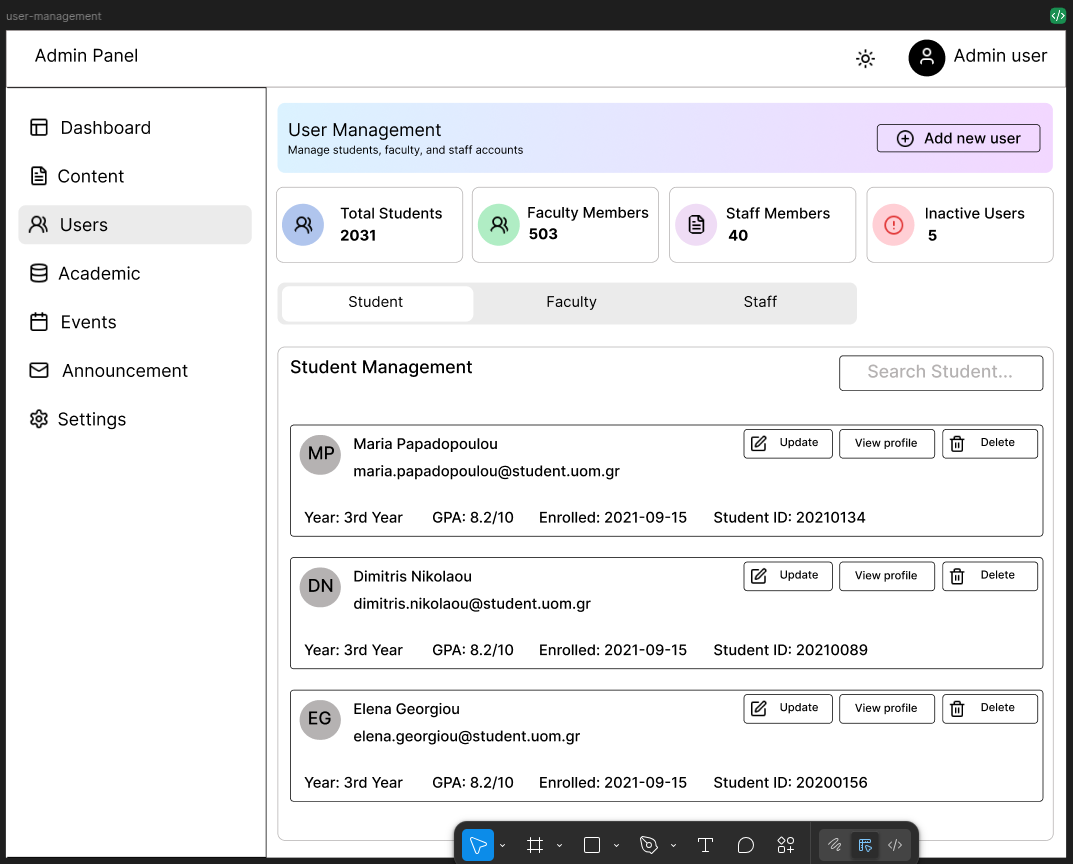 user-management
Admin Panel
Admin user
Dashboard
Content
Users
Academic
Events
Announcement
Settings
User Management
Manage students, faculty, and staff accounts
Add new user
Total Students
2031
Faculty Members
503
Staff Members
40
Inactive Users
5
Student Faculty Staff
Student Management
Search Student...
MP
Maria Papadopoulou
maria.papadopoulou@student.uom.gr
Update View profile Delete
Year: 3rd Year GPA: 8.2/10 Enrolled: 2021-09-15 Student ID: 20210134
DN
Dimitris Nikolaou
dimitris.nikolaou@student.uom.gr
Update View profile Delete
Year: 3rd Year GPA: 8.2/10 Enrolled: 2021-09-15 Student ID: 20210089
EG
Elena Georgiou
elena.georgiou@student.uom.gr
Update View profile Delete
Year: 3rd Year GPA: 8.2/10 Enrolled: 2021-09-15 Student ID: 20200156